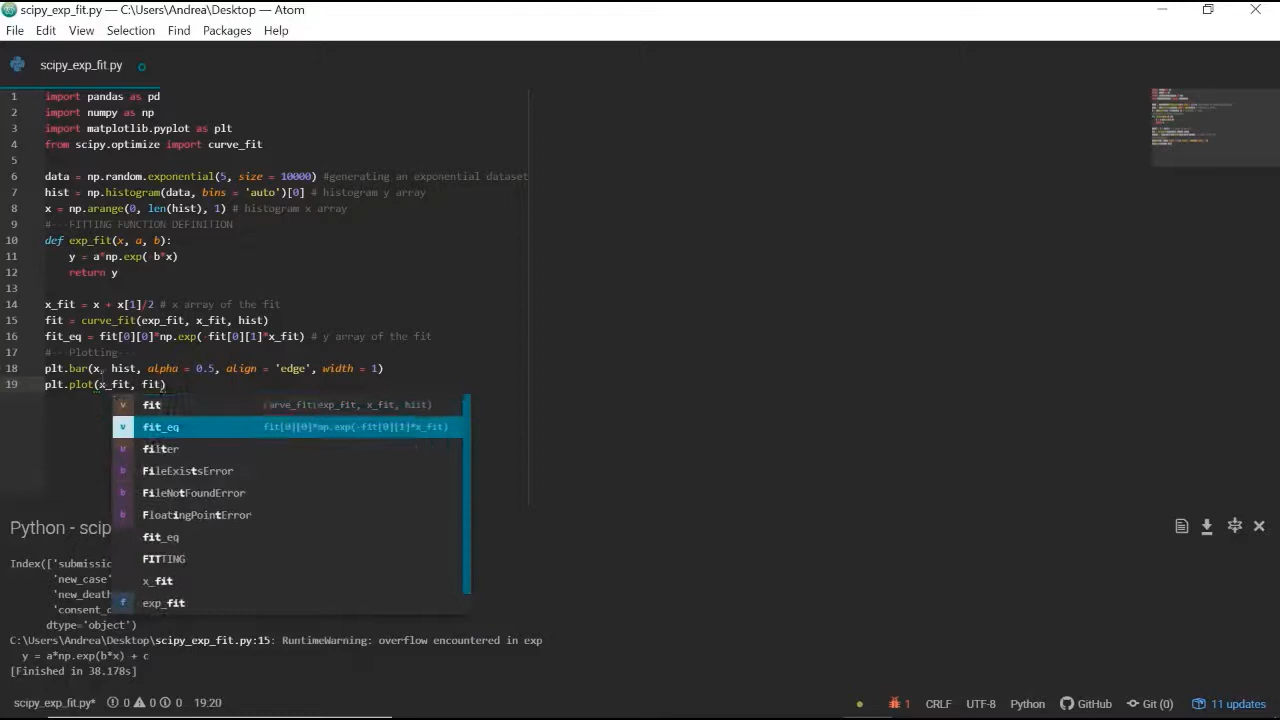 scipy_exp_fit.py — C:\Users\Andrea\Desktop — Atom
File Edit View Selection Find Packages Help
scipy_exp_fit.py
1 import pandas as pd
2 import numpy as np
3 import matplotlib.pyplot as plt
4 from scipy.optimize import curve_fit
5
6 data = np.random.exponential(5, size = 10000) #generating an exponential dataset
7 hist = np.histogram(data, bins = 'auto')[0] # histogram y array
8 x = np.arange(0, len(hist), 1) # histogram x array
9 #---FITTING FUNCTION DEFINITION
10 def exp_fit(x, a, b):
11 y = a*np.exp(-b*x)
12 return y
13
14 x_fit = x + x[1]/2 # x array of the fit
15 fit = curve_fit(exp_fit, x_fit, hist)
16 fit_eq = fit[0][0]*np.exp(-fit[0][1]*x_fit) # y array of the fit
17 #---Plotting---
18 plt.bar(x, hist, alpha = 0.5, align = 'edge', width = 1)
19 plt.plot(x_fit, fit)
v fit curve_fit(exp_fit, x_fit, hist)
v fit_eq fit[0][0]*np.exp(-fit[0][1]*x_fit)
b filter
b FileExistsError
b FileNotFoundError
b FloatingPointError
fit_eq
FITTING
x_fit
f exp_fit
Python - scip
Index(['submissio
'new_case'
'new_death
'consent_d
dtype='object')
C:\Users\Andrea\Desktop\scipy_exp_fit.py:15: RuntimeWarning: overflow encountered in exp
y = a*np.exp(b*x) + c
[Finished in 38.178s]
scipy_exp_fit.py* 0 0 0 19:20 1 CRLF UTF-8 Python GitHub Git (0) 11 updates